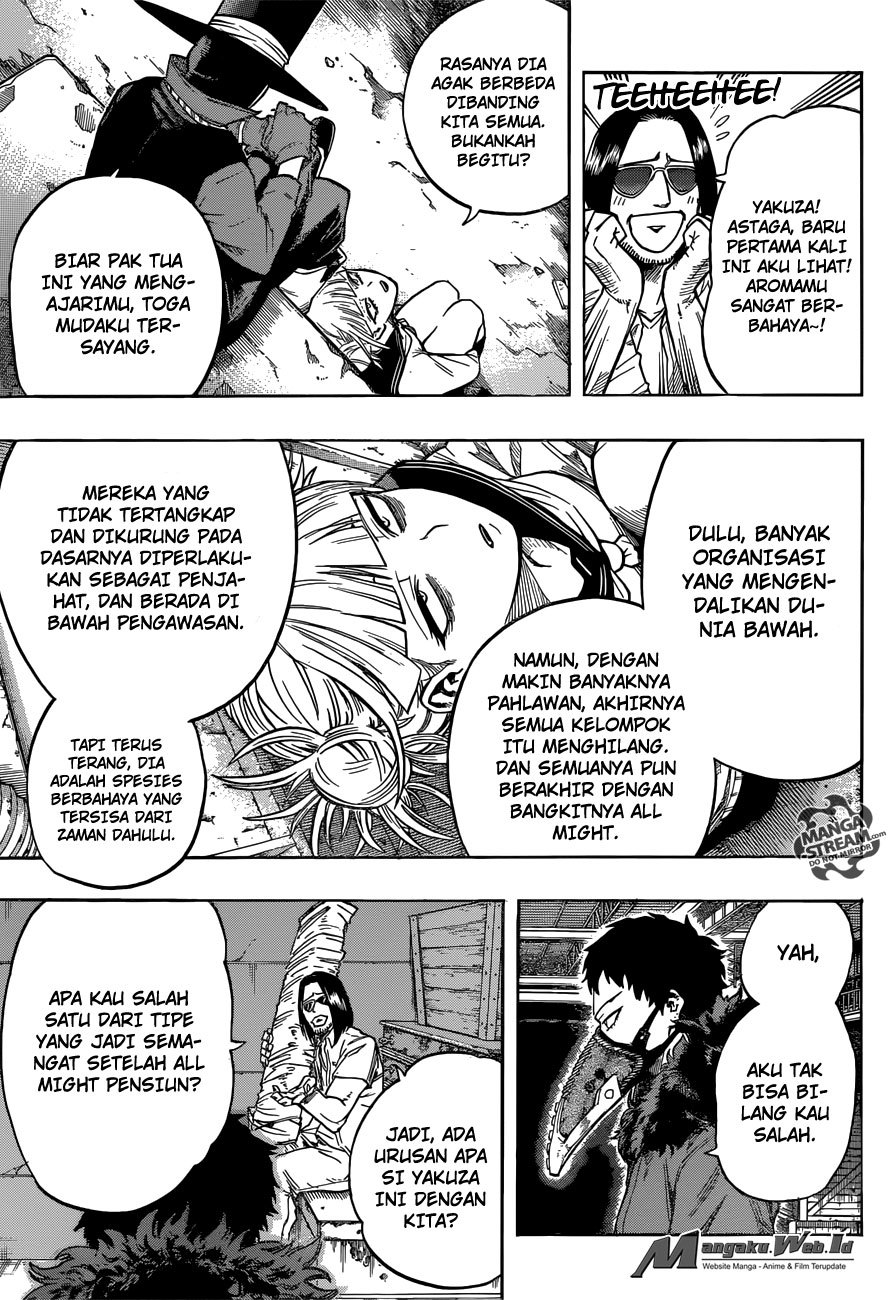 TEEHEEHEE!
YAKUZA!
ASTAGA, BARU
PERTAMA KALI
INI AKU LIHAT!
AROMAMU
SANGAT BER-
BAHAYA~!
RASANYA DIA
AGAK BERBEDA
DIBANDING
KITA SEMUA.
BUKANKAH
BEGITU?
BIAR PAK TUA
INI YANG MENG-
AJARIMU, TOGA
MUDAKU TER-
SAYANG.
DULU, BANYAK
ORGANISASI
YANG MENGEN-
DALIKAN DU-
NIA BAWAH.
NAMUN, DENGAN
MAKIN BANYAKNYA
PAHLAWAN, AKHIRNYA
SEMUA KELOMPOK
ITU MENGHILANG.
DAN SEMUANYA PUN
BERAKHIR DENGAN
BANGKITNYA ALL
MIGHT.
MEREKA YANG
TIDAK TERTANGKAP
DAN DIKURUNG PADA
DASARNYA DIPERLAKU-
KAN SEBAGAI PENJA-
HAT, DAN BERADA DI
BAWAH PENGAWASAN.
TAPI TERUS
TERANG, DIA
ADALAH SPESIES
BERBAHAYA YANG
TERSISA DARI
ZAMAN DAHULU.
MANGA
STREAM.com
DO NOT MIRROR
YAH,
AKU TAK
BISA BI-
LANG KAU
SALAH.
JADI, ADA
URUSAN APA
SI YAKUZA
INI DENGAN
KITA?
APA KAU SALAH
SATU DARI TIPE
YANG JADI SEMA-
NGAT SETELAH ALL
MIGHT PENSIUN?
Mangaku.Web.Id
Website Manga - Anime & Film Terupdate